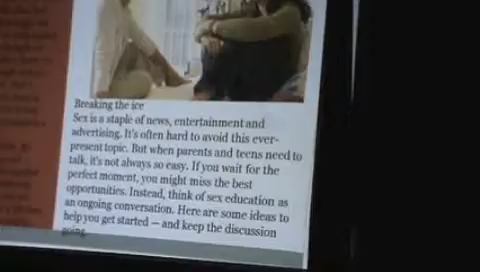 Breaking the ice
Sex is a staple of news, entertainment and
advertising. It's often hard to avoid this ever-
present topic. But when parents and teens need to
talk, it's not always so easy. If you wait for the
perfect moment, you might miss the best
opportunities. Instead, think of sex education as
an ongoing conversation. Here are some ideas to
help you get started — and keep the discussion
going.